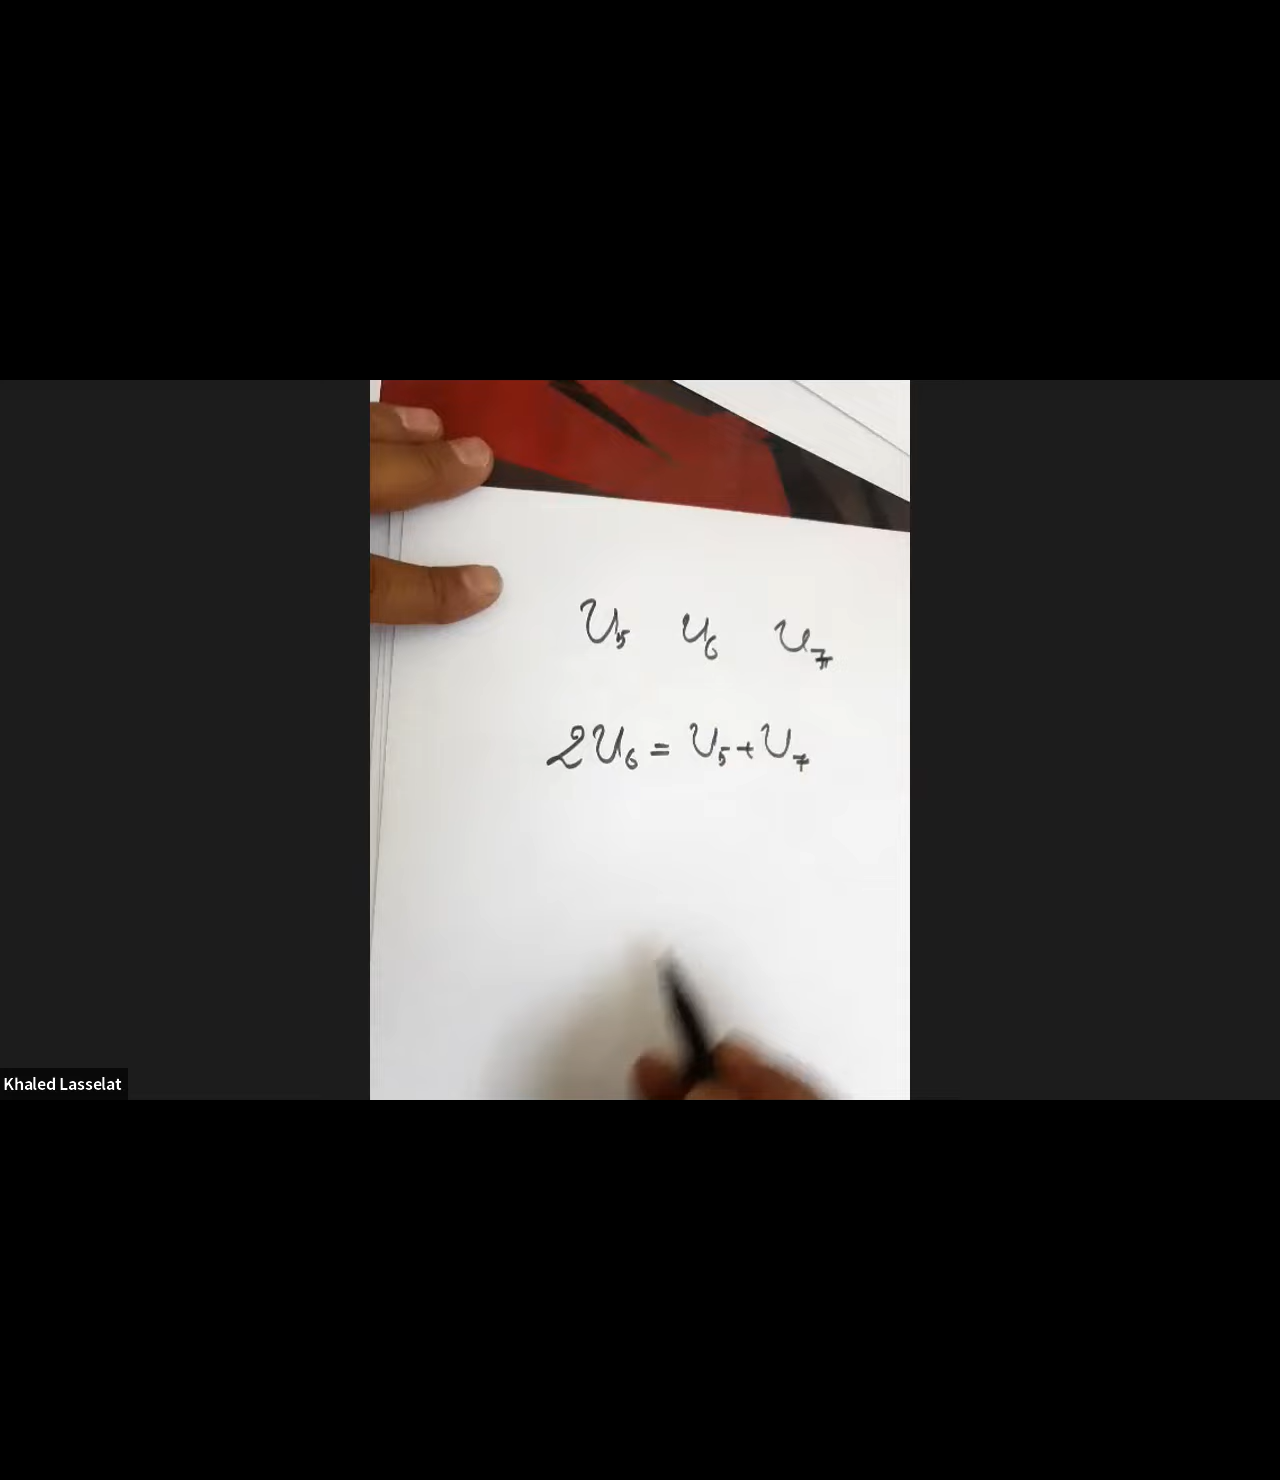 U₅ U₆ U₇
2U₆ = U₅ + U₇
Khaled Lasselat